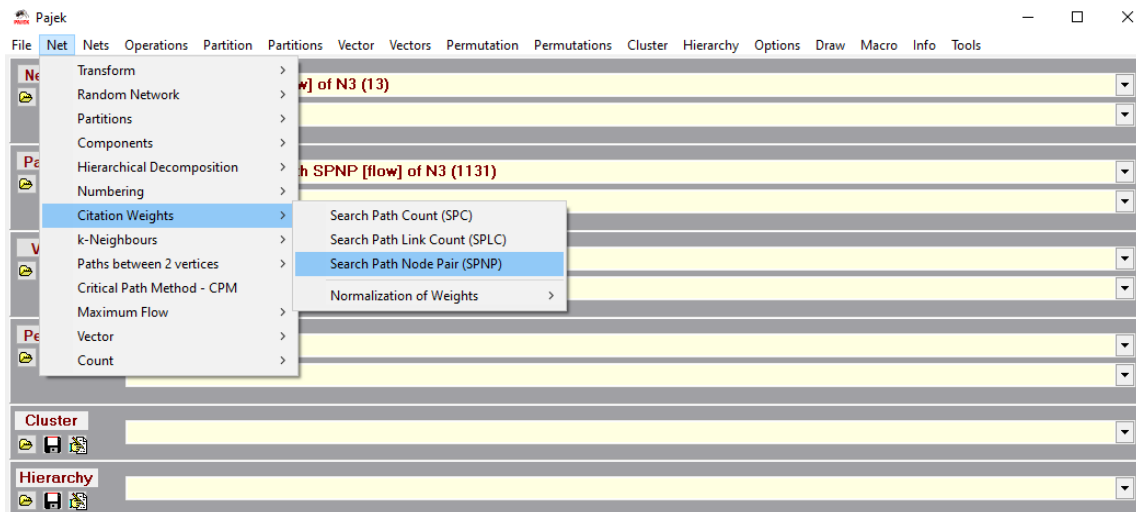 Pajek
File Net Nets Operations Partition Partitions Vector Vectors Permutation Permutations Cluster Hierarchy Options Draw Macro Info Tools
Transform
Random Network
Partitions
Components
Hierarchical Decomposition
Numbering
Citation Weights
k-Neighbours
Paths between 2 vertices
Critical Path Method - CPM
Maximum Flow
Vector
Count
Search Path Count (SPC)
Search Path Link Count (SPLC)
Search Path Node Pair (SPNP)
Normalization of Weights
] of N3 (13)
SPNP [flow] of N3 (1131)
Cluster
Hierarchy